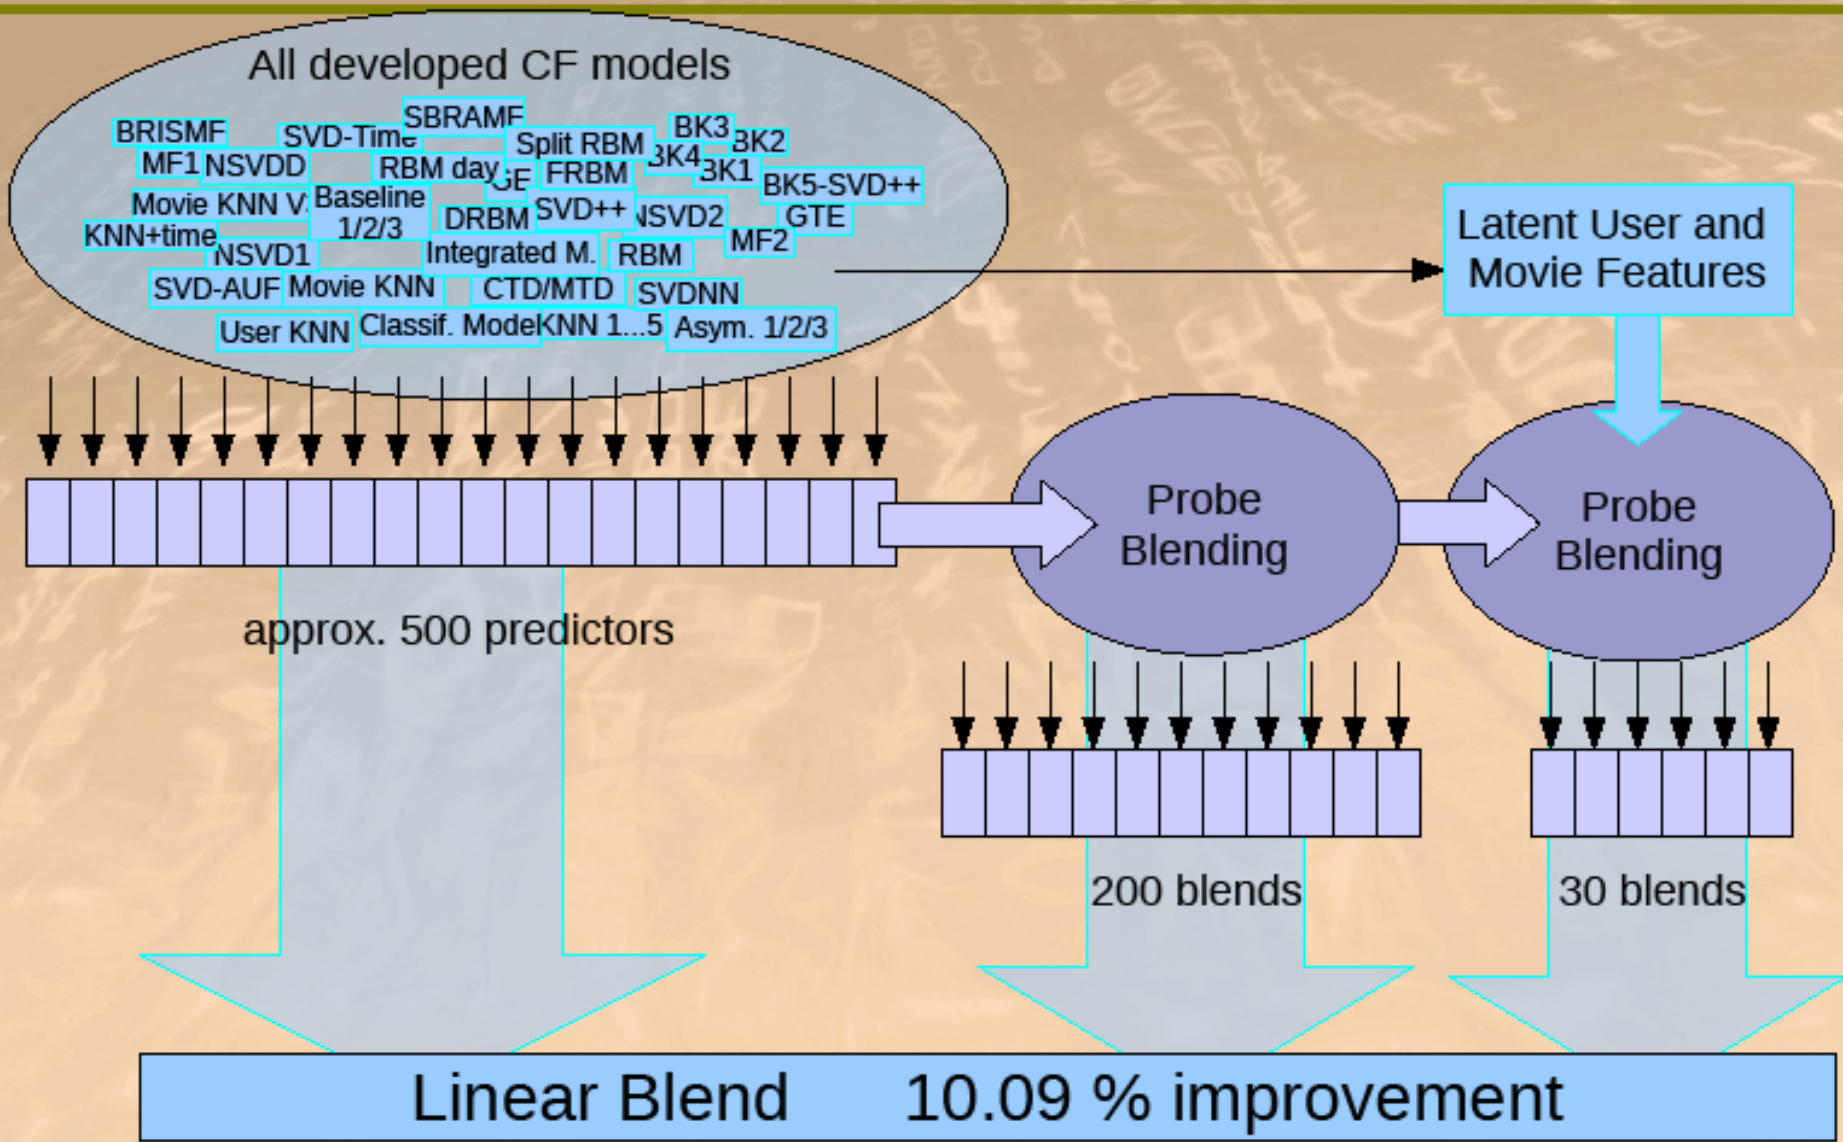 All developed CF models
SBRAMF
BRISMF
SVD-Time
BK3
BK2
Split RBM
MF1
NSVDD
RBM day
BK4
BK1
FRBM
BK5-SVD++
Movie KNN
Baseline
1/2/3
DRBM
SVD++
NSVD2
GTE
KNN+time
MF2
NSVD1
Integrated M.
RBM
SVD-AUF
Movie KNN
CTD/MTD
SVDNN
User KNN
Classif. Model
KNN 1...5
Asym. 1/2/3
Latent User and
Movie Features
Probe
Blending
Probe
Blending
approx. 500 predictors
200 blends
30 blends
Linear Blend 10.09 % improvement